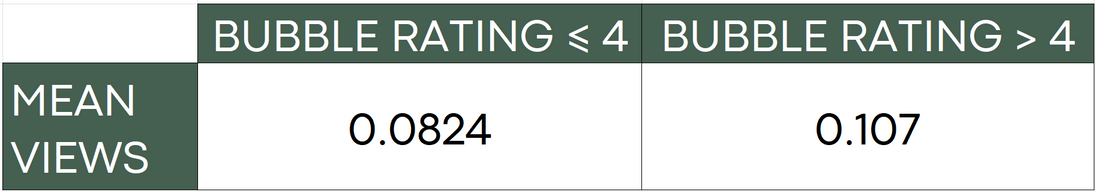 BUBBLE RATING ⩽ 4 BUBBLE RATING > 4
MEAN
VIEWS
0.0824 0.107